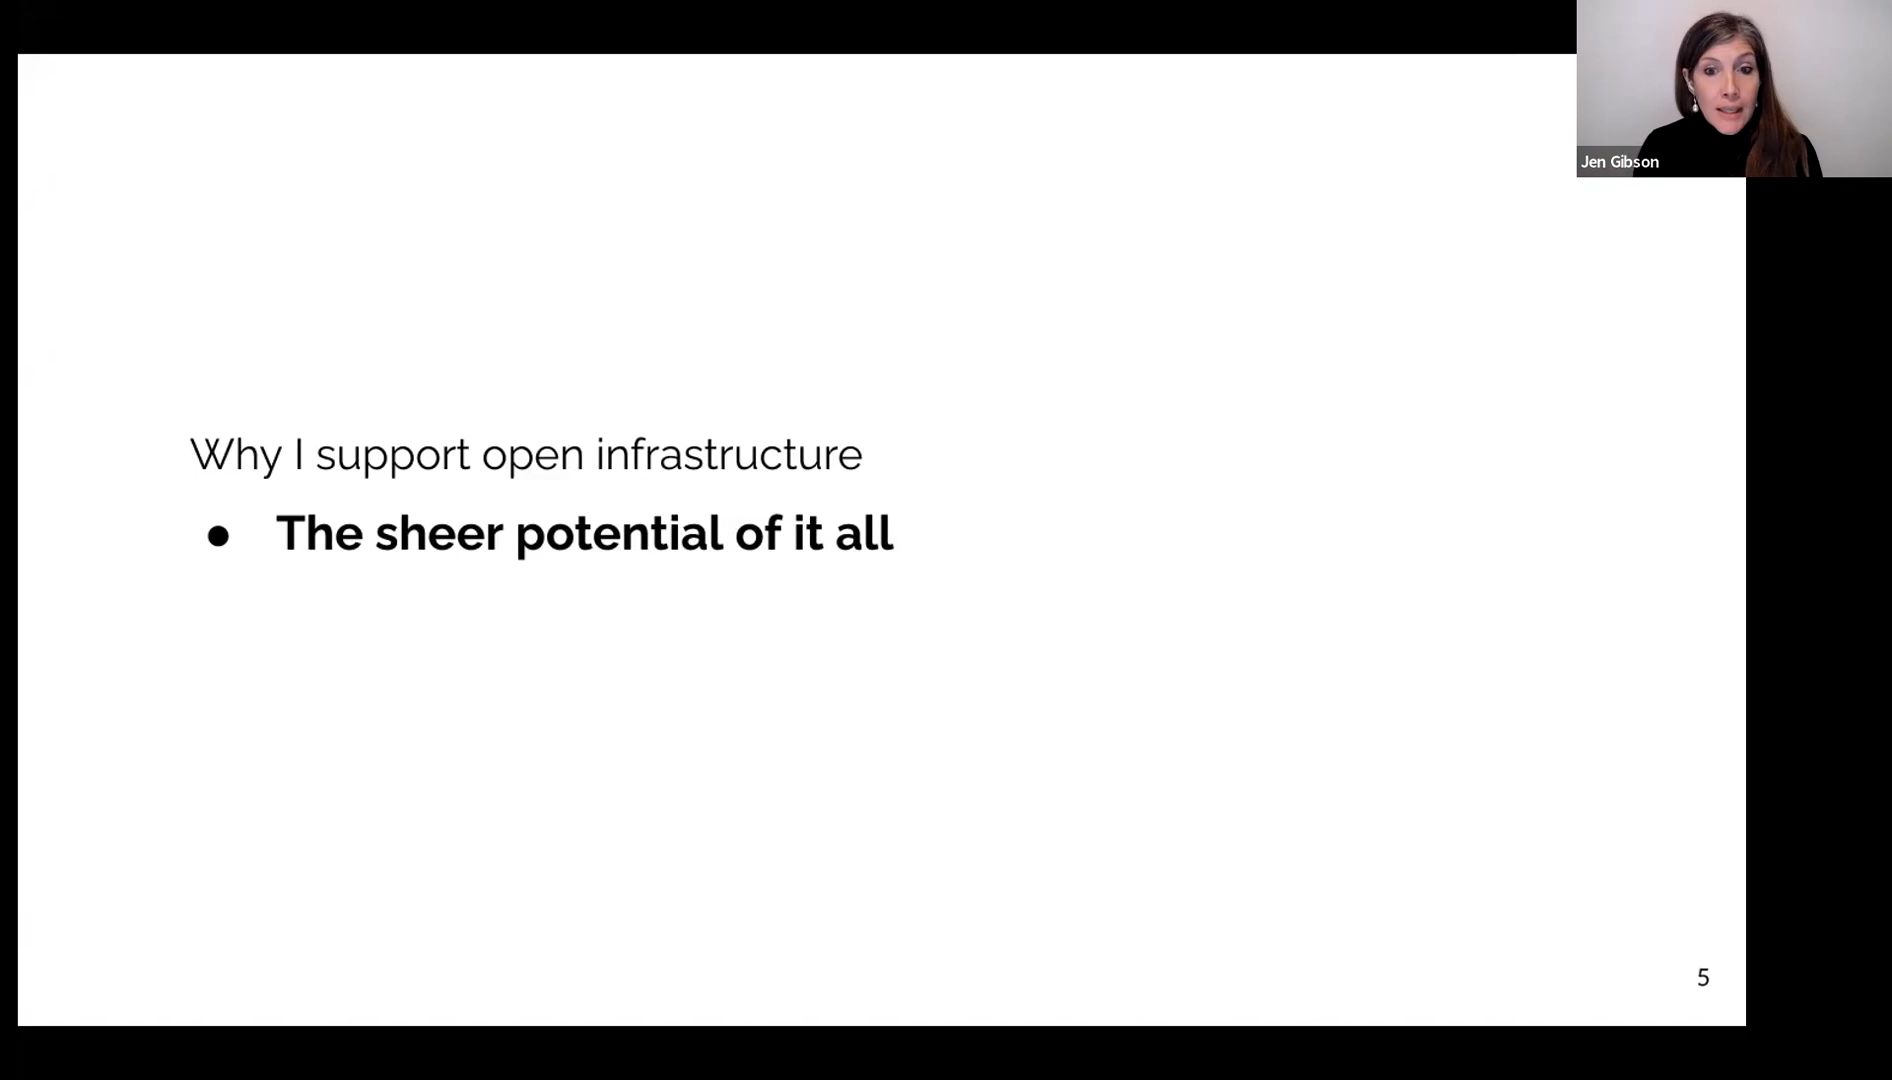 Jen Gibson
Why I support open infrastructure
● The sheer potential of it all
5